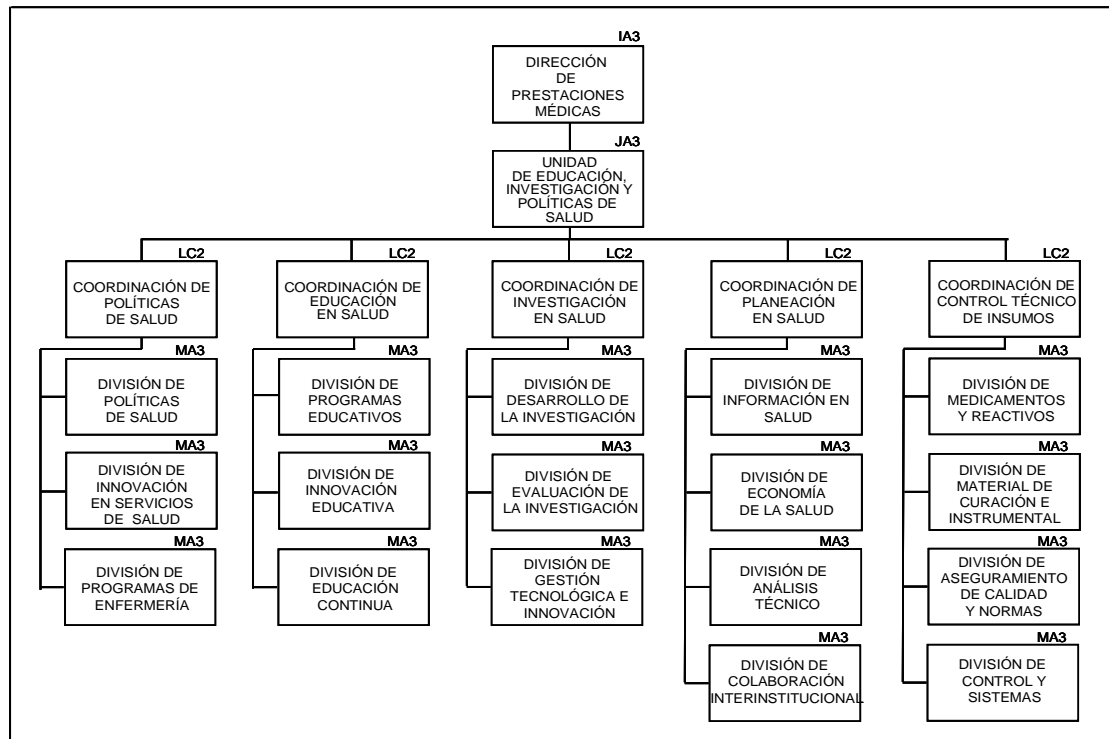 IA3
DIRECCIÓN
DE
PRESTACIONES
MÉDICAS
JA3
UNIDAD
DE EDUCACIÓN,
INVESTIGACIÓN Y
POLÍTICAS DE
SALUD
LC2
COORDINACIÓN DE
POLÍTICAS
DE SALUD
MA3
DIVISIÓN DE
POLÍTICAS
DE SALUD
MA3
DIVISIÓN DE
INNOVACIÓN
EN SERVICIOS
DE SALUD
MA3
DIVISIÓN DE
PROGRAMAS DE
ENFERMERÍA
LC2
COORDINACIÓN DE
EDUCACIÓN
EN SALUD
MA3
DIVISIÓN DE
PROGRAMAS
EDUCATIVOS
MA3
DIVISIÓN DE
INNOVACIÓN
EDUCATIVA
MA3
DIVISIÓN DE
EDUCACIÓN
CONTINUA
LC2
COORDINACIÓN DE
INVESTIGACIÓN
EN SALUD
MA3
DIVISIÓN DE
DESARROLLO DE
LA INVESTIGACIÓN
MA3
DIVISIÓN DE
EVALUACIÓN DE
LA INVESTIGACIÓN
MA3
DIVISIÓN DE
GESTIÓN
TECNOLÓGICA E
INNOVACIÓN
LC2
COORDINACIÓN DE
PLANEACIÓN
EN SALUD
MA3
DIVISIÓN DE
INFORMACIÓN EN
SALUD
MA3
DIVISIÓN DE
ECONOMÍA
DE LA SALUD
MA3
DIVISIÓN DE
ANÁLISIS
TÉCNICO
MA3
DIVISIÓN DE
COLABORACIÓN
INTERINSTITUCIONAL
LC2
COORDINACIÓN DE
CONTROL TÉCNICO
DE INSUMOS
MA3
DIVISIÓN DE
MEDICAMENTOS
Y REACTIVOS
MA3
DIVISIÓN DE
MATERIAL DE
CURACIÓN E
INSTRUMENTAL
MA3
DIVISIÓN DE
ASEGURAMIENTO
DE CALIDAD
Y NORMAS
MA3
DIVISIÓN DE
CONTROL Y
SISTEMAS